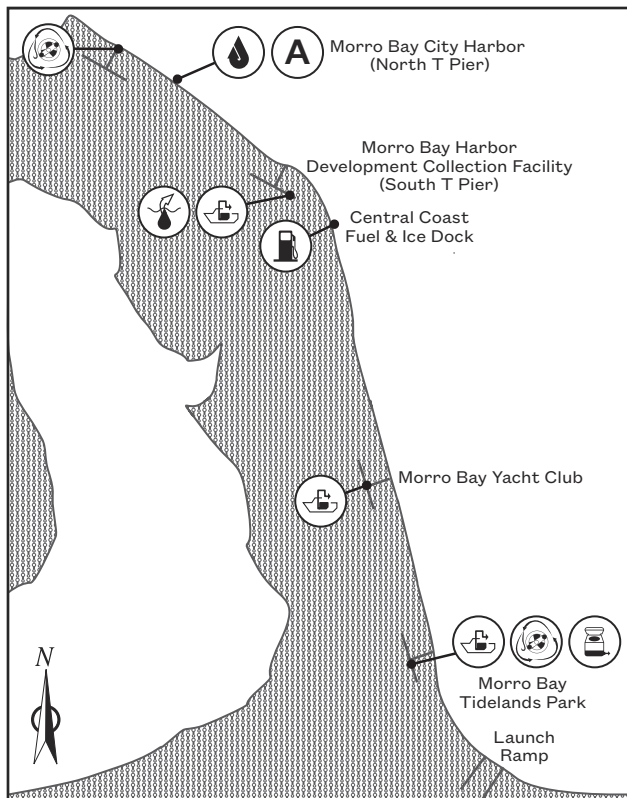 A
Morro Bay City Harbor
(North T Pier)
Morro Bay Harbor
Development Collection Facility
(South T Pier)
Central Coast
Fuel & Ice Dock
Morro Bay Yacht Club
Morro Bay
Tidelands Park
Launch
Ramp
N